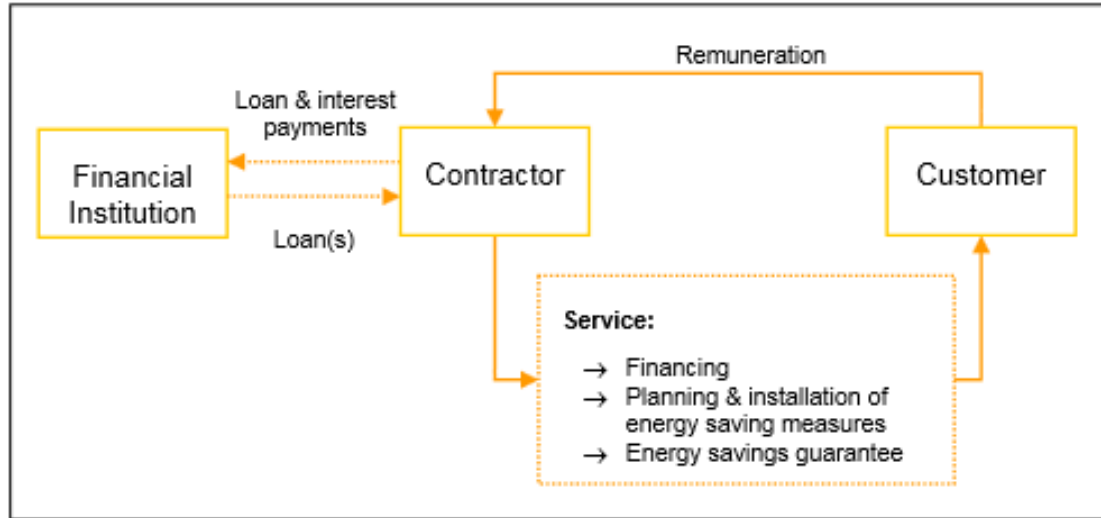 Remuneration
Loan & interest
payments
Financial
Institution
Contractor
Customer
Loan(s)
Service:
→ Financing
→ Planning & installation of
energy saving measures
→ Energy savings guarantee